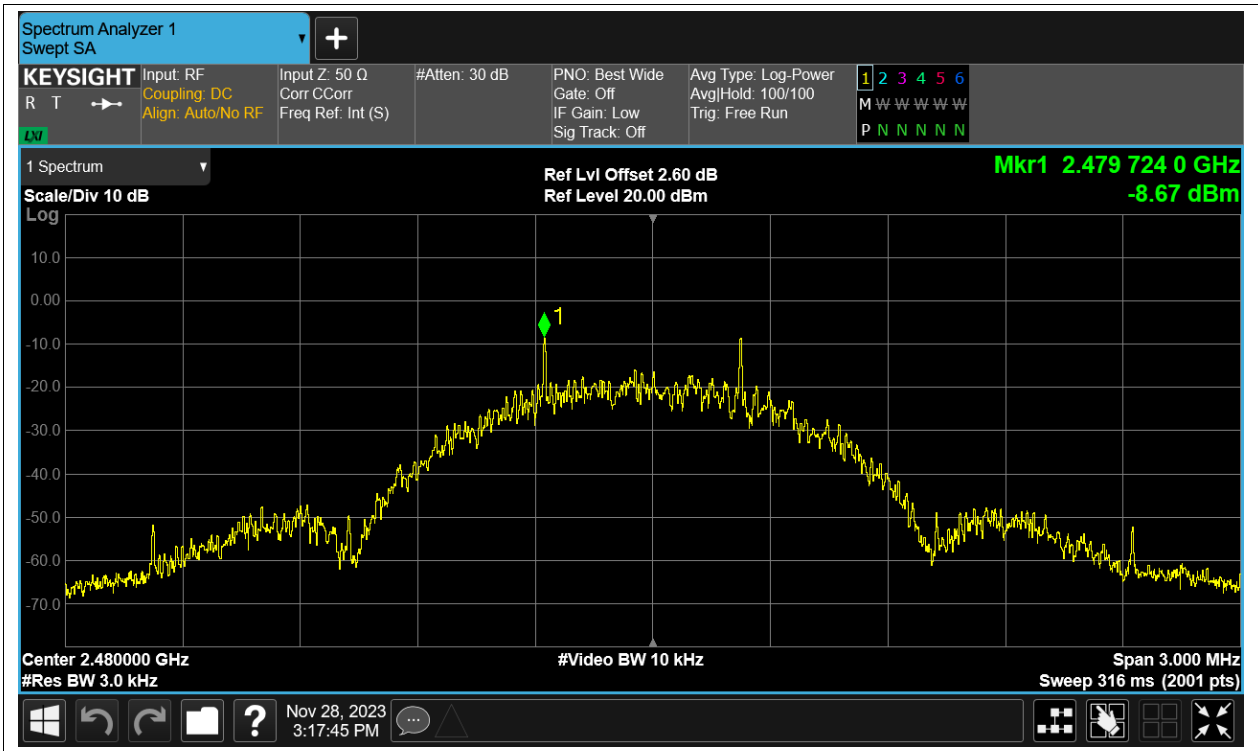 Spectrum Analyzer 1
Swept SA
KEYSIGHT
R T
LXI
Input: RF
Coupling: DC
Align: Auto/No RF
Input Z: 50 Ω
Corr CCorr
Freq Ref: Int (S)
#Atten: 30 dB
PNO: Best Wide
Gate: Off
IF Gain: Low
Sig Track: Off
Avg Type: Log-Power
Avg|Hold: 100/100
Trig: Free Run
1 2 3 4 5 6
M W W W W W
P N N N N N
1 Spectrum
Scale/Div 10 dB
Log
Ref Lvl Offset 2.60 dB
Ref Level 20.00 dBm
Mkr1 2.479 724 0 GHz
-8.67 dBm
10.0
0.00
1
-10.0
-20.0
-30.0
-40.0
-50.0
-60.0
-70.0
Center 2.480000 GHz
#Res BW 3.0 kHz
#Video BW 10 kHz
Span 3.000 MHz
Sweep 316 ms (2001 pts)
?
Nov 28, 2023
3:17:45 PM